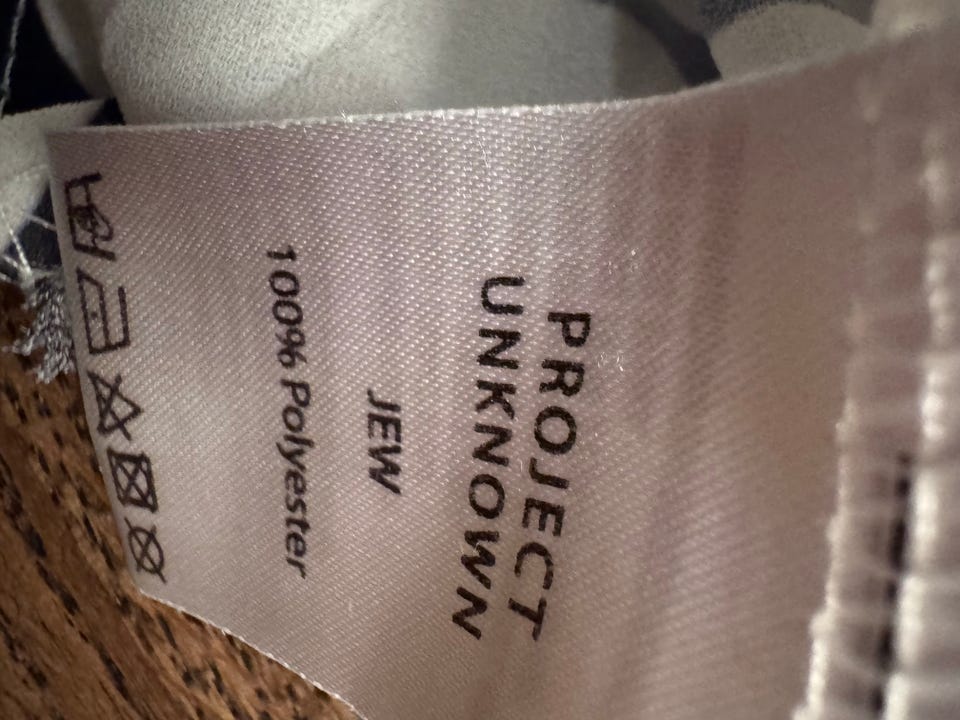 PROJECT
UNKNOWN
JEW
100% Polyester